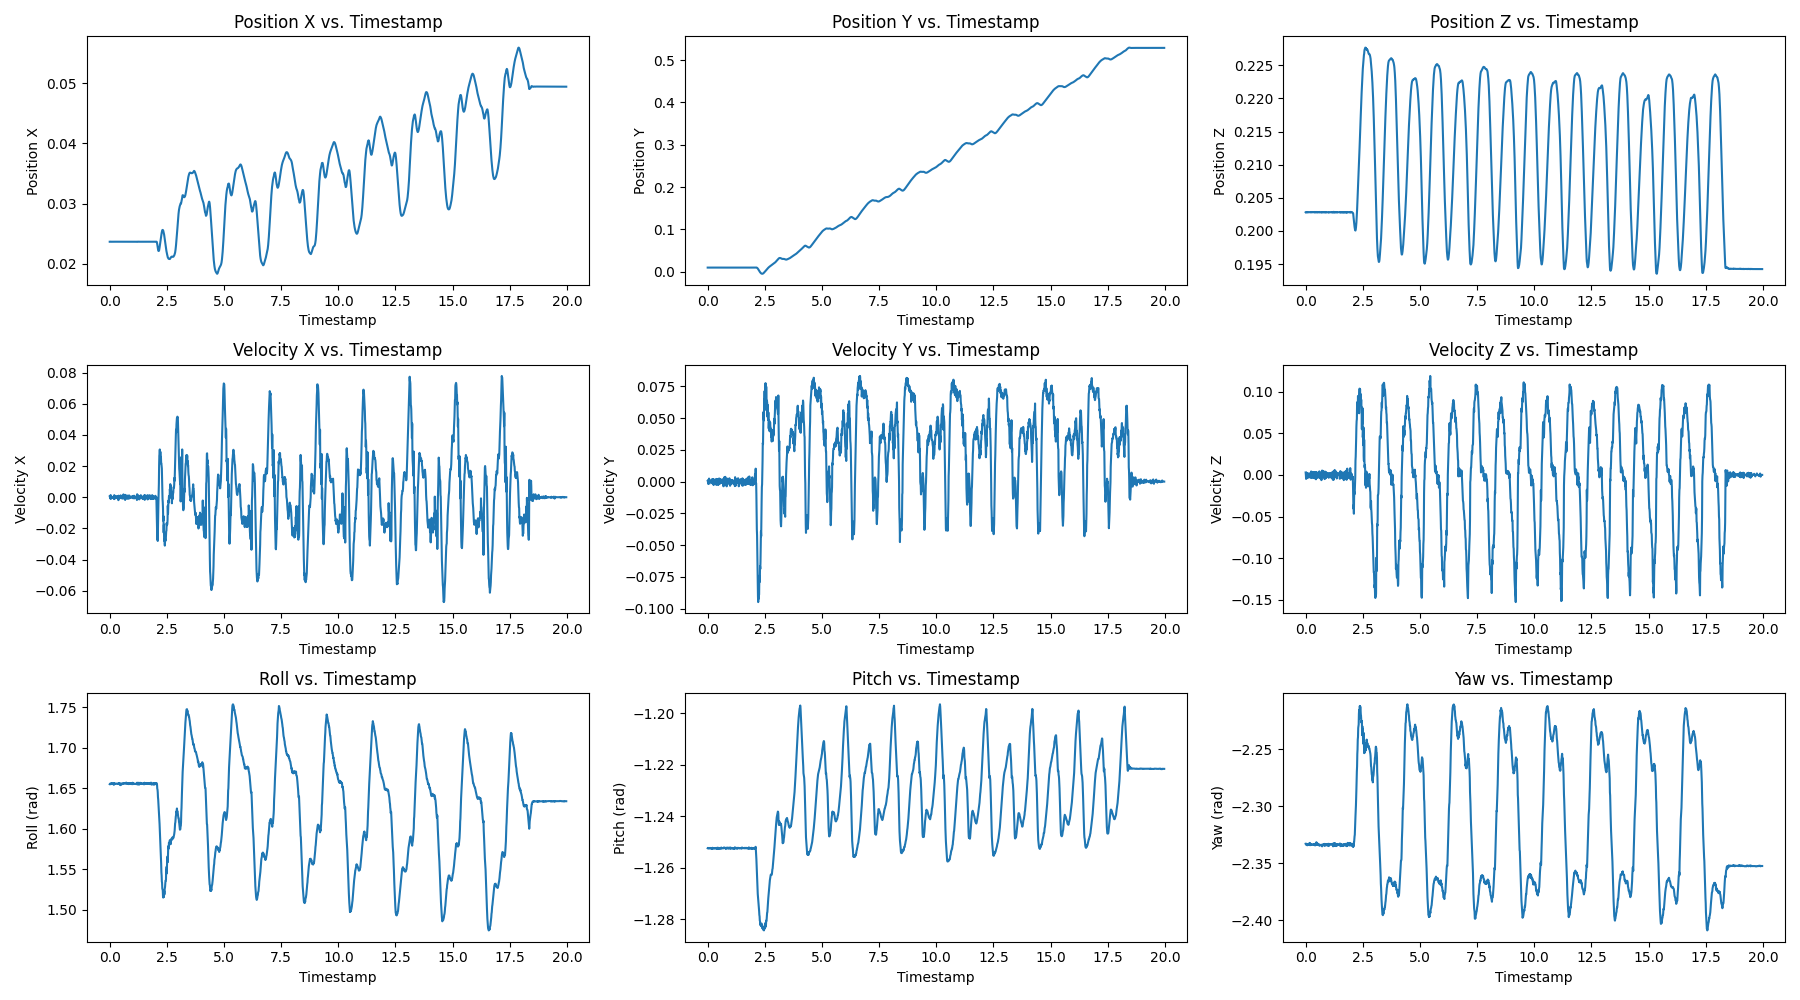 Position X vs. Timestamp
Position X
0.05
0.04
0.03
0.02
0.0 2.5 5.0 7.5 10.0 12.5 15.0 17.5 20.0
Timestamp
Position Y vs. Timestamp
Position Y
0.5
0.4
0.3
0.2
0.1
0.0
0.0 2.5 5.0 7.5 10.0 12.5 15.0 17.5 20.0
Timestamp
Position Z vs. Timestamp
Position Z
0.225
0.220
0.215
0.210
0.205
0.200
0.195
0.0 2.5 5.0 7.5 10.0 12.5 15.0 17.5 20.0
Timestamp
Velocity X vs. Timestamp
Velocity X
0.08
0.06
0.04
0.02
0.00
−0.02
−0.04
−0.06
0.0 2.5 5.0 7.5 10.0 12.5 15.0 17.5 20.0
Timestamp
Velocity Y vs. Timestamp
Velocity Y
0.075
0.050
0.025
0.000
−0.025
−0.050
−0.075
−0.100
0.0 2.5 5.0 7.5 10.0 12.5 15.0 17.5 20.0
Timestamp
Velocity Z vs. Timestamp
Velocity Z
0.10
0.05
0.00
−0.05
−0.10
−0.15
0.0 2.5 5.0 7.5 10.0 12.5 15.0 17.5 20.0
Timestamp
Roll vs. Timestamp
Roll (rad)
1.75
1.70
1.65
1.60
1.55
1.50
0.0 2.5 5.0 7.5 10.0 12.5 15.0 17.5 20.0
Timestamp
Pitch vs. Timestamp
Pitch (rad)
−1.20
−1.22
−1.24
−1.26
−1.28
0.0 2.5 5.0 7.5 10.0 12.5 15.0 17.5 20.0
Timestamp
Yaw vs. Timestamp
Yaw (rad)
−2.25
−2.30
−2.35
−2.40
0.0 2.5 5.0 7.5 10.0 12.5 15.0 17.5 20.0
Timestamp